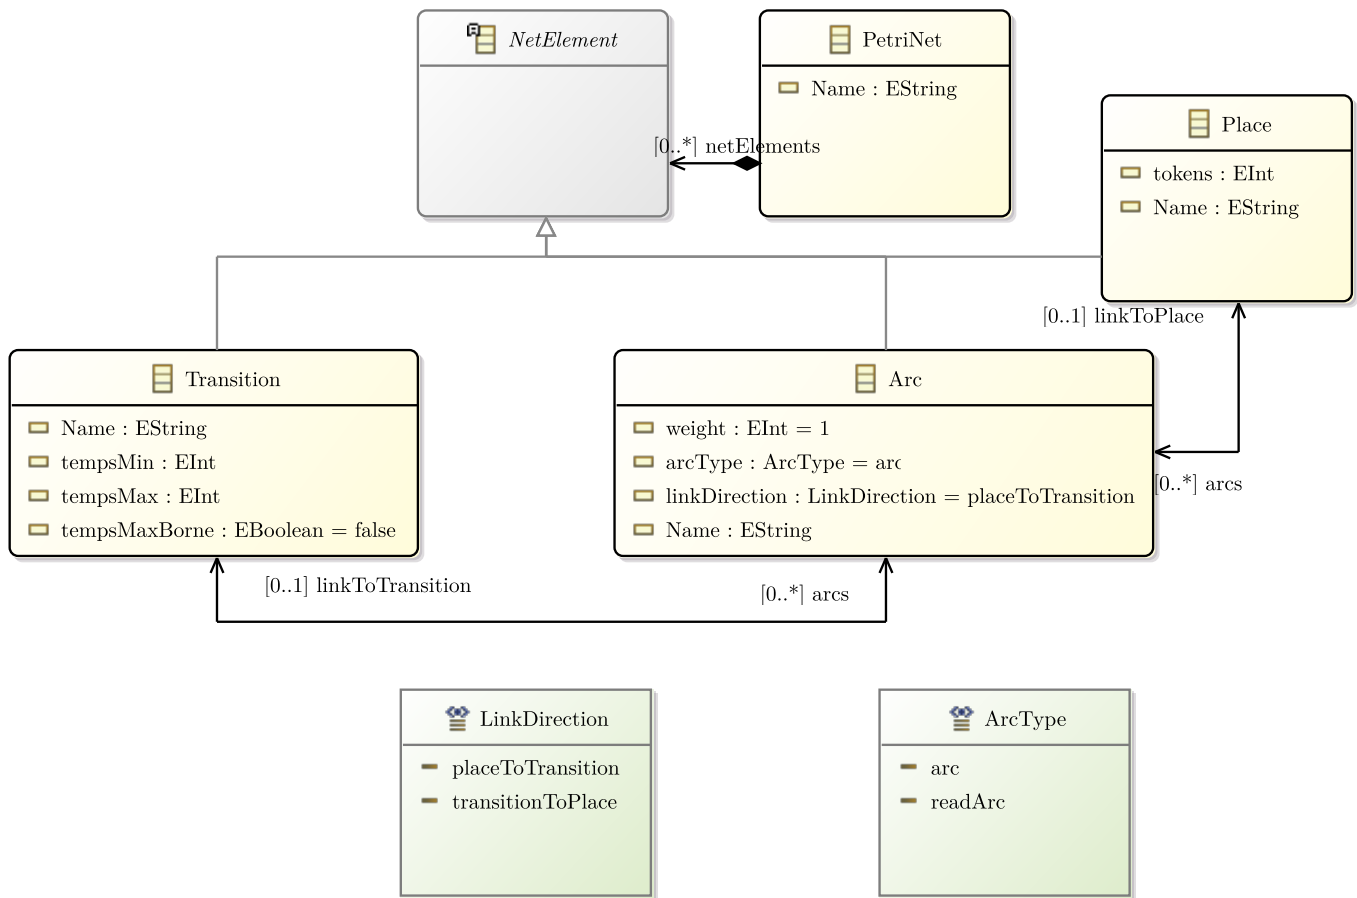 NetElement
PetriNet
Name : EString
[0..*] netElements
Place
tokens : EInt
Name : EString
[0..1] linkToPlace
Transition
Name : EString
tempsMin : EInt
tempsMax : EInt
tempsMaxBorne : EBoolean = false
Arc
weight : EInt = 1
arcType : ArcType = arc
linkDirection : LinkDirection = placeToTransition
Name : EString
[0..*] arcs
[0..1] linkToTransition
[0..*] arcs
LinkDirection
placeToTransition
transitionToPlace
ArcType
arc
readArc